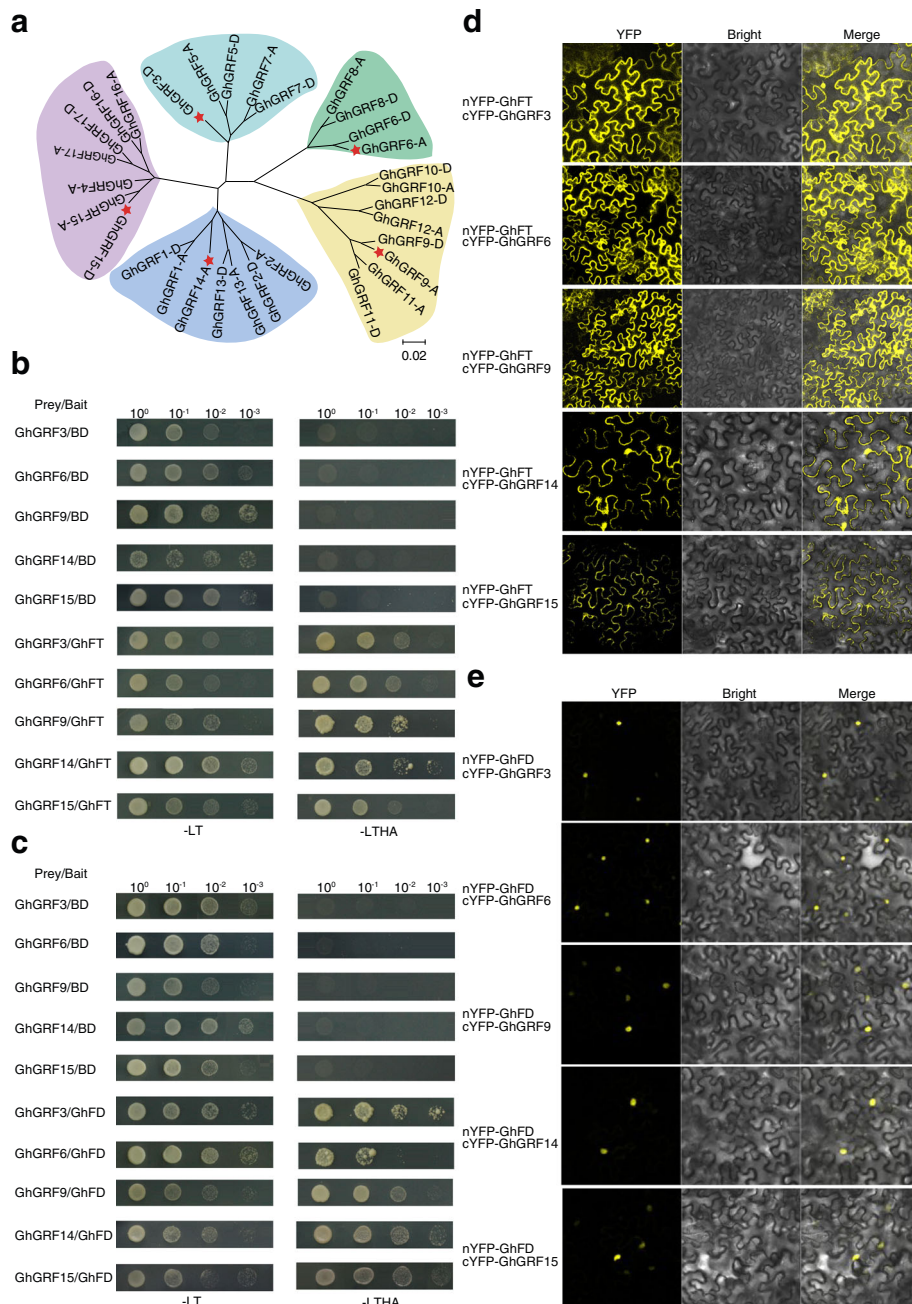 a
GhGRF3-D
GhGRF5-A
GhGRF5-D
GhGRF7-A
GhGRF7-D
GhGRF8-A
GhGRF8-D
GhGRF6-D
GhGRF6-A
GhGRF10-D
GhGRF10-A
GhGRF12-D
GhGRF12-A
GhGRF9-D
GhGRF9-A
GhGRF11-A
GhGRF11-D
GhGRF2-A
GhGRF2-D
GhGRF13-A
GhGRF13-D
GhGRF14-A
GhGRF1-A
GhGRF1-D
GhGRF15-D
GhGRF15-A
GhGRF4-A
GhGRF17-A
GhGRF17-D
GhGRF16-D
GhGRF16-A
0.02
b
Prey/Bait
10⁰ 10⁻¹ 10⁻² 10⁻³ 10⁰ 10⁻¹ 10⁻² 10⁻³
GhGRF3/BD
GhGRF6/BD
GhGRF9/BD
GhGRF14/BD
GhGRF15/BD
GhGRF3/GhFT
GhGRF6/GhFT
GhGRF9/GhFT
GhGRF14/GhFT
GhGRF15/GhFT
-LT -LTHA
c
Prey/Bait
10⁰ 10⁻¹ 10⁻² 10⁻³ 10⁰ 10⁻¹ 10⁻² 10⁻³
GhGRF3/BD
GhGRF6/BD
GhGRF9/BD
GhGRF14/BD
GhGRF15/BD
GhGRF3/GhFD
GhGRF6/GhFD
GhGRF9/GhFD
GhGRF14/GhFD
GhGRF15/GhFD
-LT -LTHA
d
YFP Bright Merge
nYFP-GhFT
cYFP-GhGRF3
nYFP-GhFT
cYFP-GhGRF6
nYFP-GhFT
cYFP-GhGRF9
nYFP-GhFT
cYFP-GhGRF14
nYFP-GhFT
cYFP-GhGRF15
e
YFP Bright Merge
nYFP-GhFD
cYFP-GhGRF3
nYFP-GhFD
cYFP-GhGRF6
nYFP-GhFD
cYFP-GhGRF9
nYFP-GhFD
cYFP-GhGRF14
nYFP-GhFD
cYFP-GhGRF15